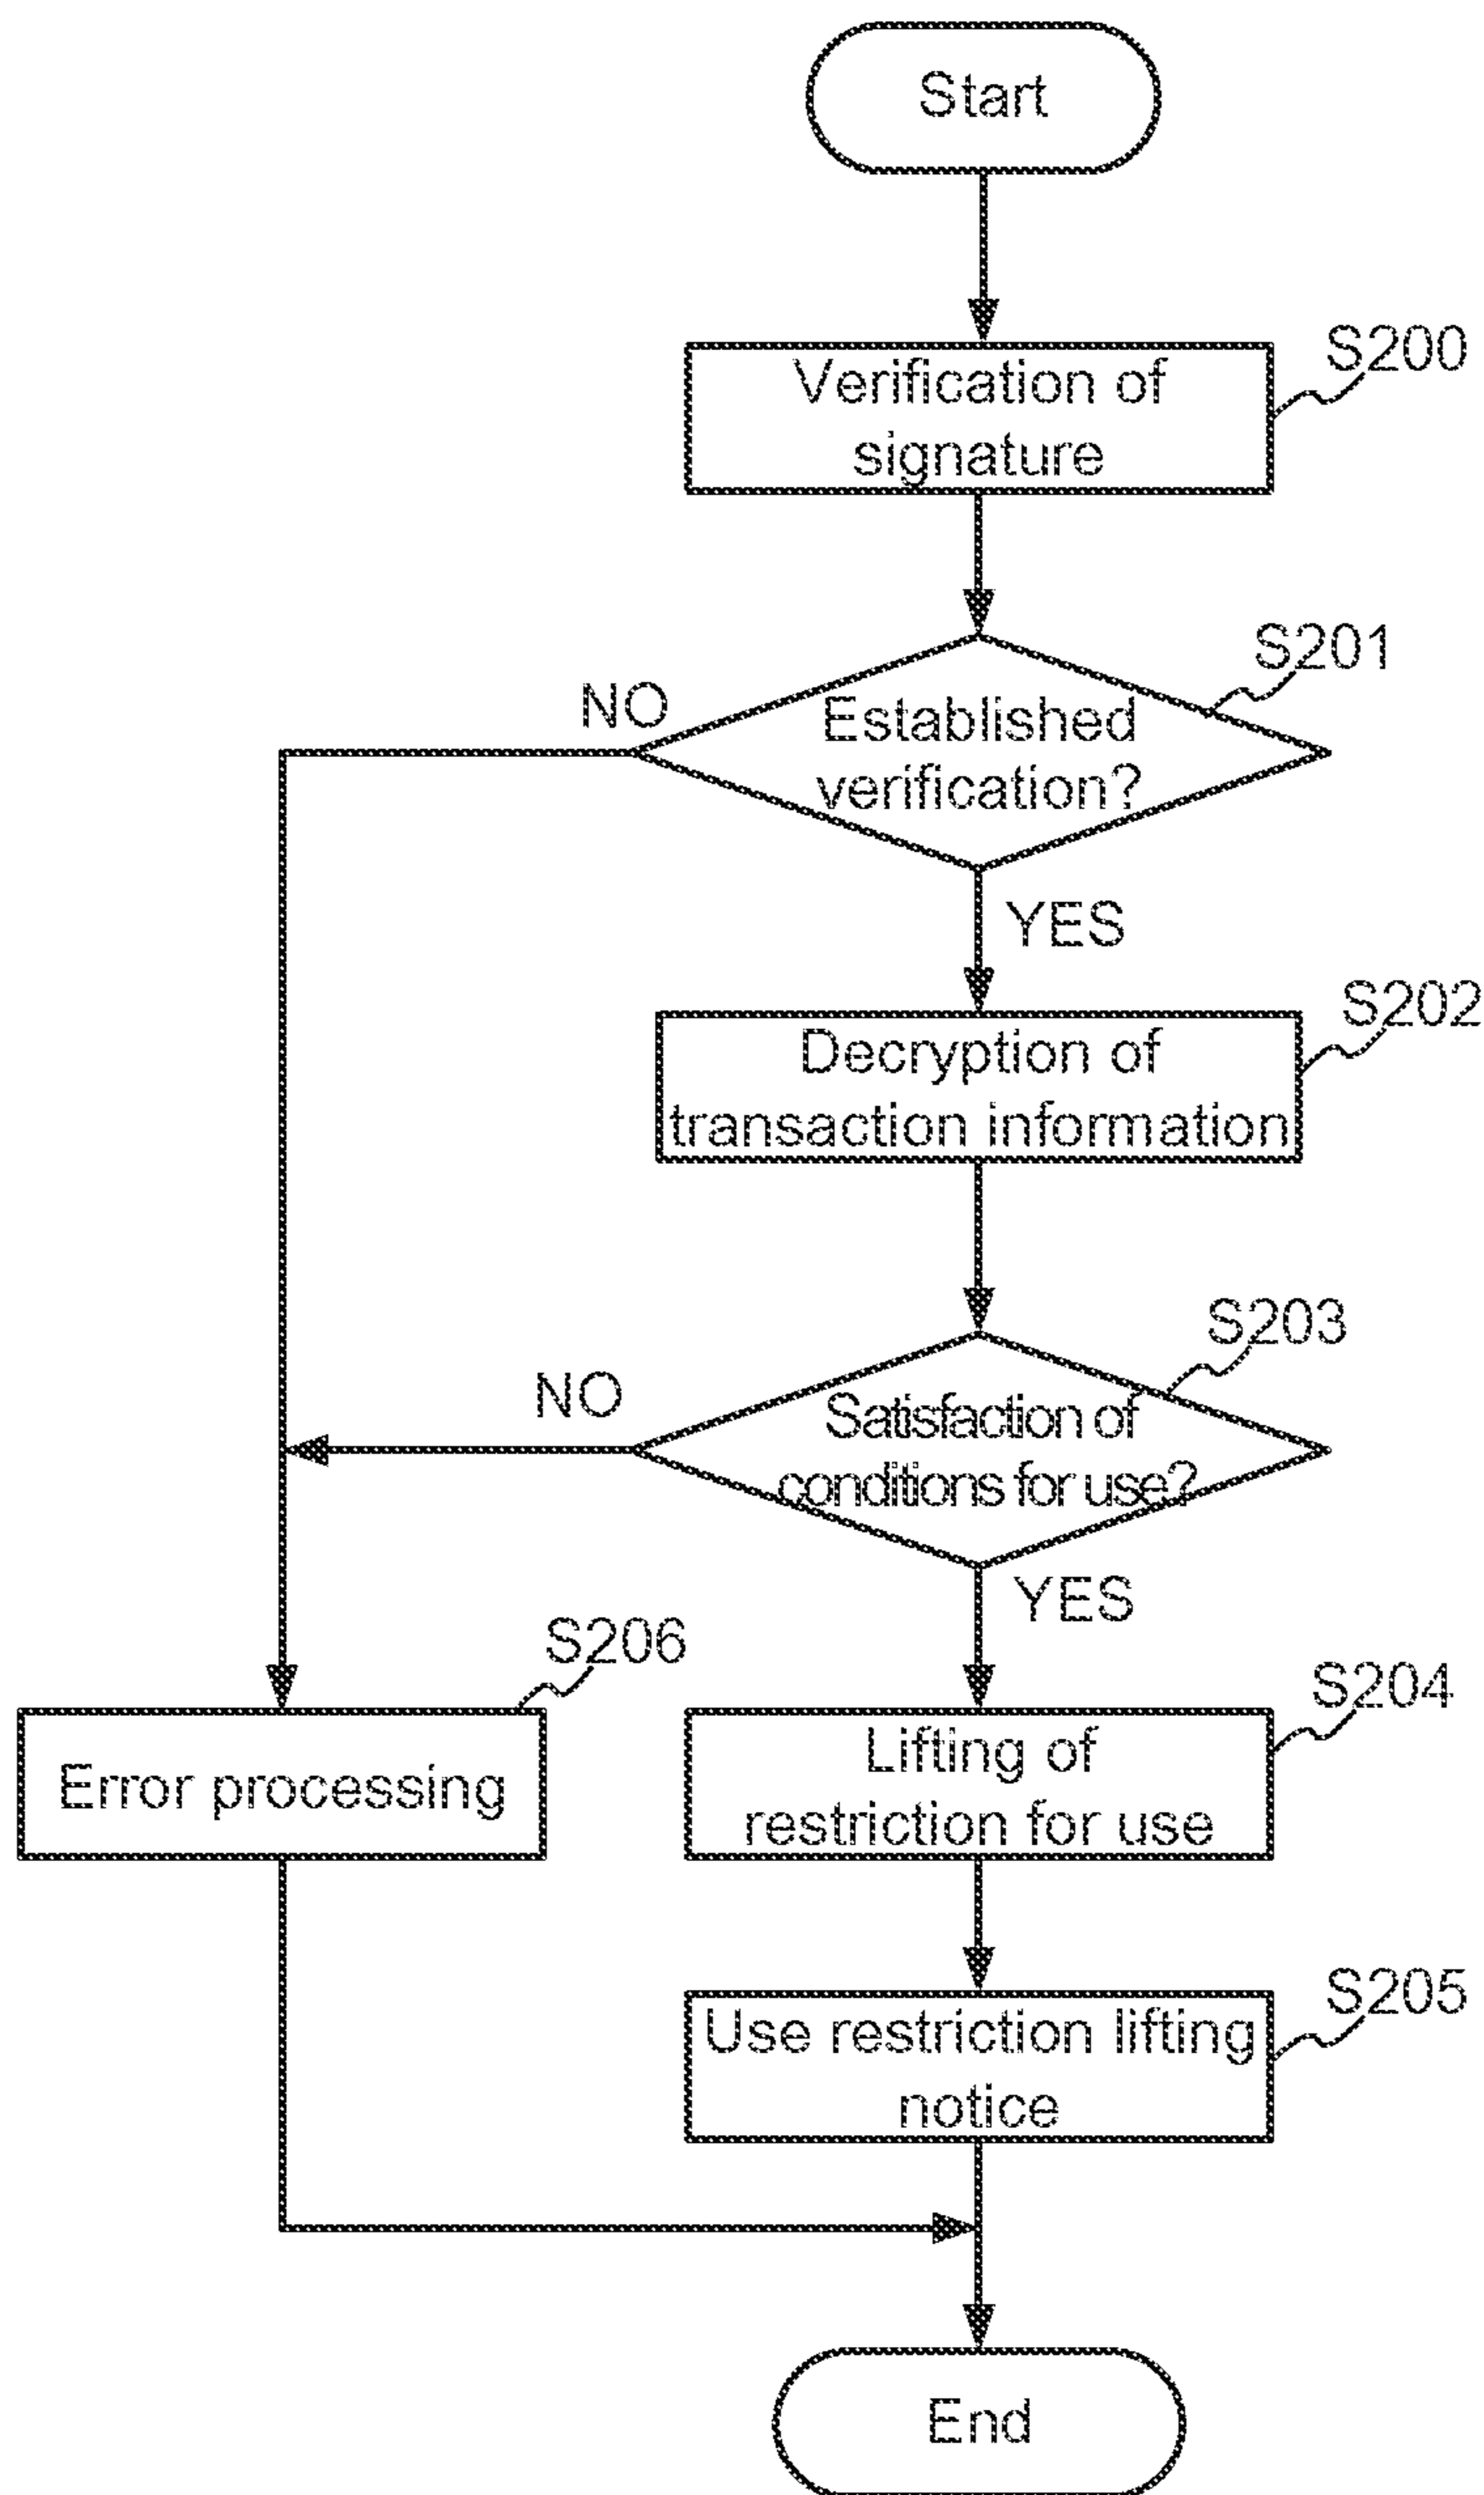 Start
S200
Verification of
signature
S201
NO
Established
verification?
YES
S202
Decryption of
transaction information
S203
NO
Satisfaction of
conditions for use?
YES
S206
S204
Error processing
Lifting of
restriction for use
S205
Use restriction lifting
notice
End